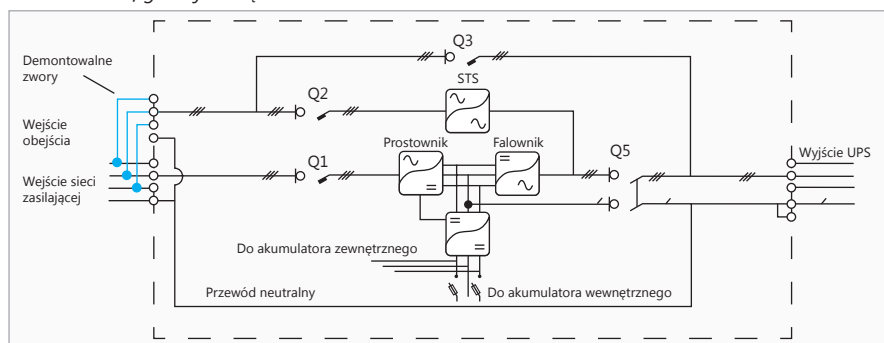 Demontowalne
zwory
Q3
STS
Q2
Wejście
obejścia
Prostownik
Falownik
Q5
Wyjście UPS
Q1
Wejście sieci
zasilającej
Do akumulatora zewnętrznego
Przewód neutralny
Do akumulatora wewnętrznego